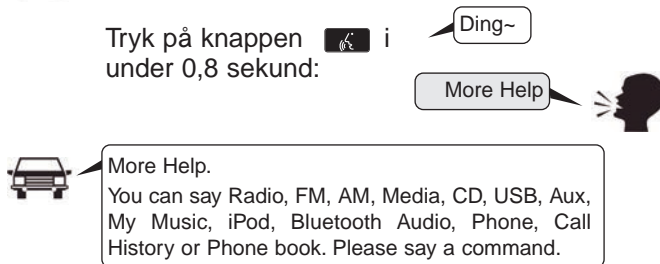 Tryk på knappen i
under 0,8 sekund:
Ding~
More Help
More Help.
You can say Radio, FM, AM, Media, CD, USB, Aux,
My Music, iPod, Bluetooth Audio, Phone, Call
History or Phone book. Please say a command.